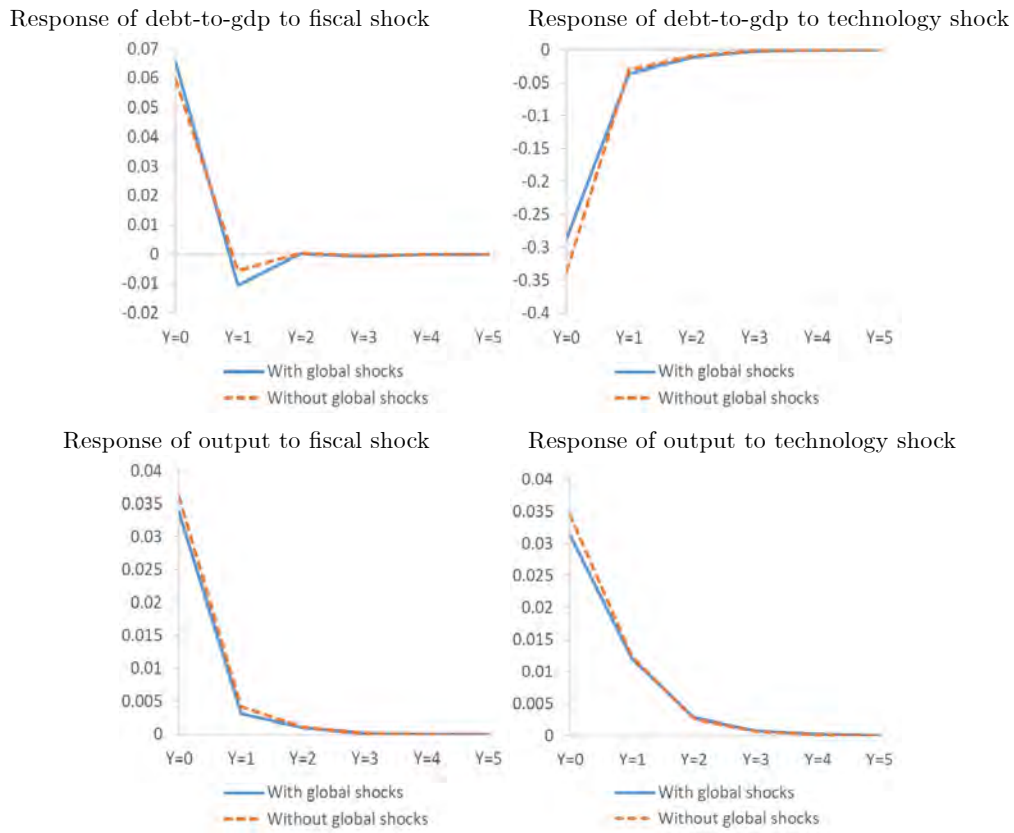 Response of debt-to-gdp to fiscal shock
0.07
0.06
0.05
0.04
0.03
0.02
0.01
0
-0.01
-0.02
Y=0 Y=1 Y=2 Y=3 Y=4 Y=5
With global shocks
Without global shocks
Response of debt-to-gdp to technology shock
0
-0.05
-0.1
-0.15
-0.2
-0.25
-0.3
-0.35
-0.4
Y=0 Y=1 Y=2 Y=3 Y=4 Y=5
With global shocks
Without global shocks
Response of output to fiscal shock
0.04
0.035
0.03
0.025
0.02
0.015
0.01
0.005
0
Y=0 Y=1 Y=2 Y=3 Y=4 Y=5
With global shocks
Without global shocks
Response of output to technology shock
0.04
0.035
0.03
0.025
0.02
0.015
0.01
0.005
0
Y=0 Y=1 Y=2 Y=3 Y=4 Y=5
With global shocks
Without global shocks